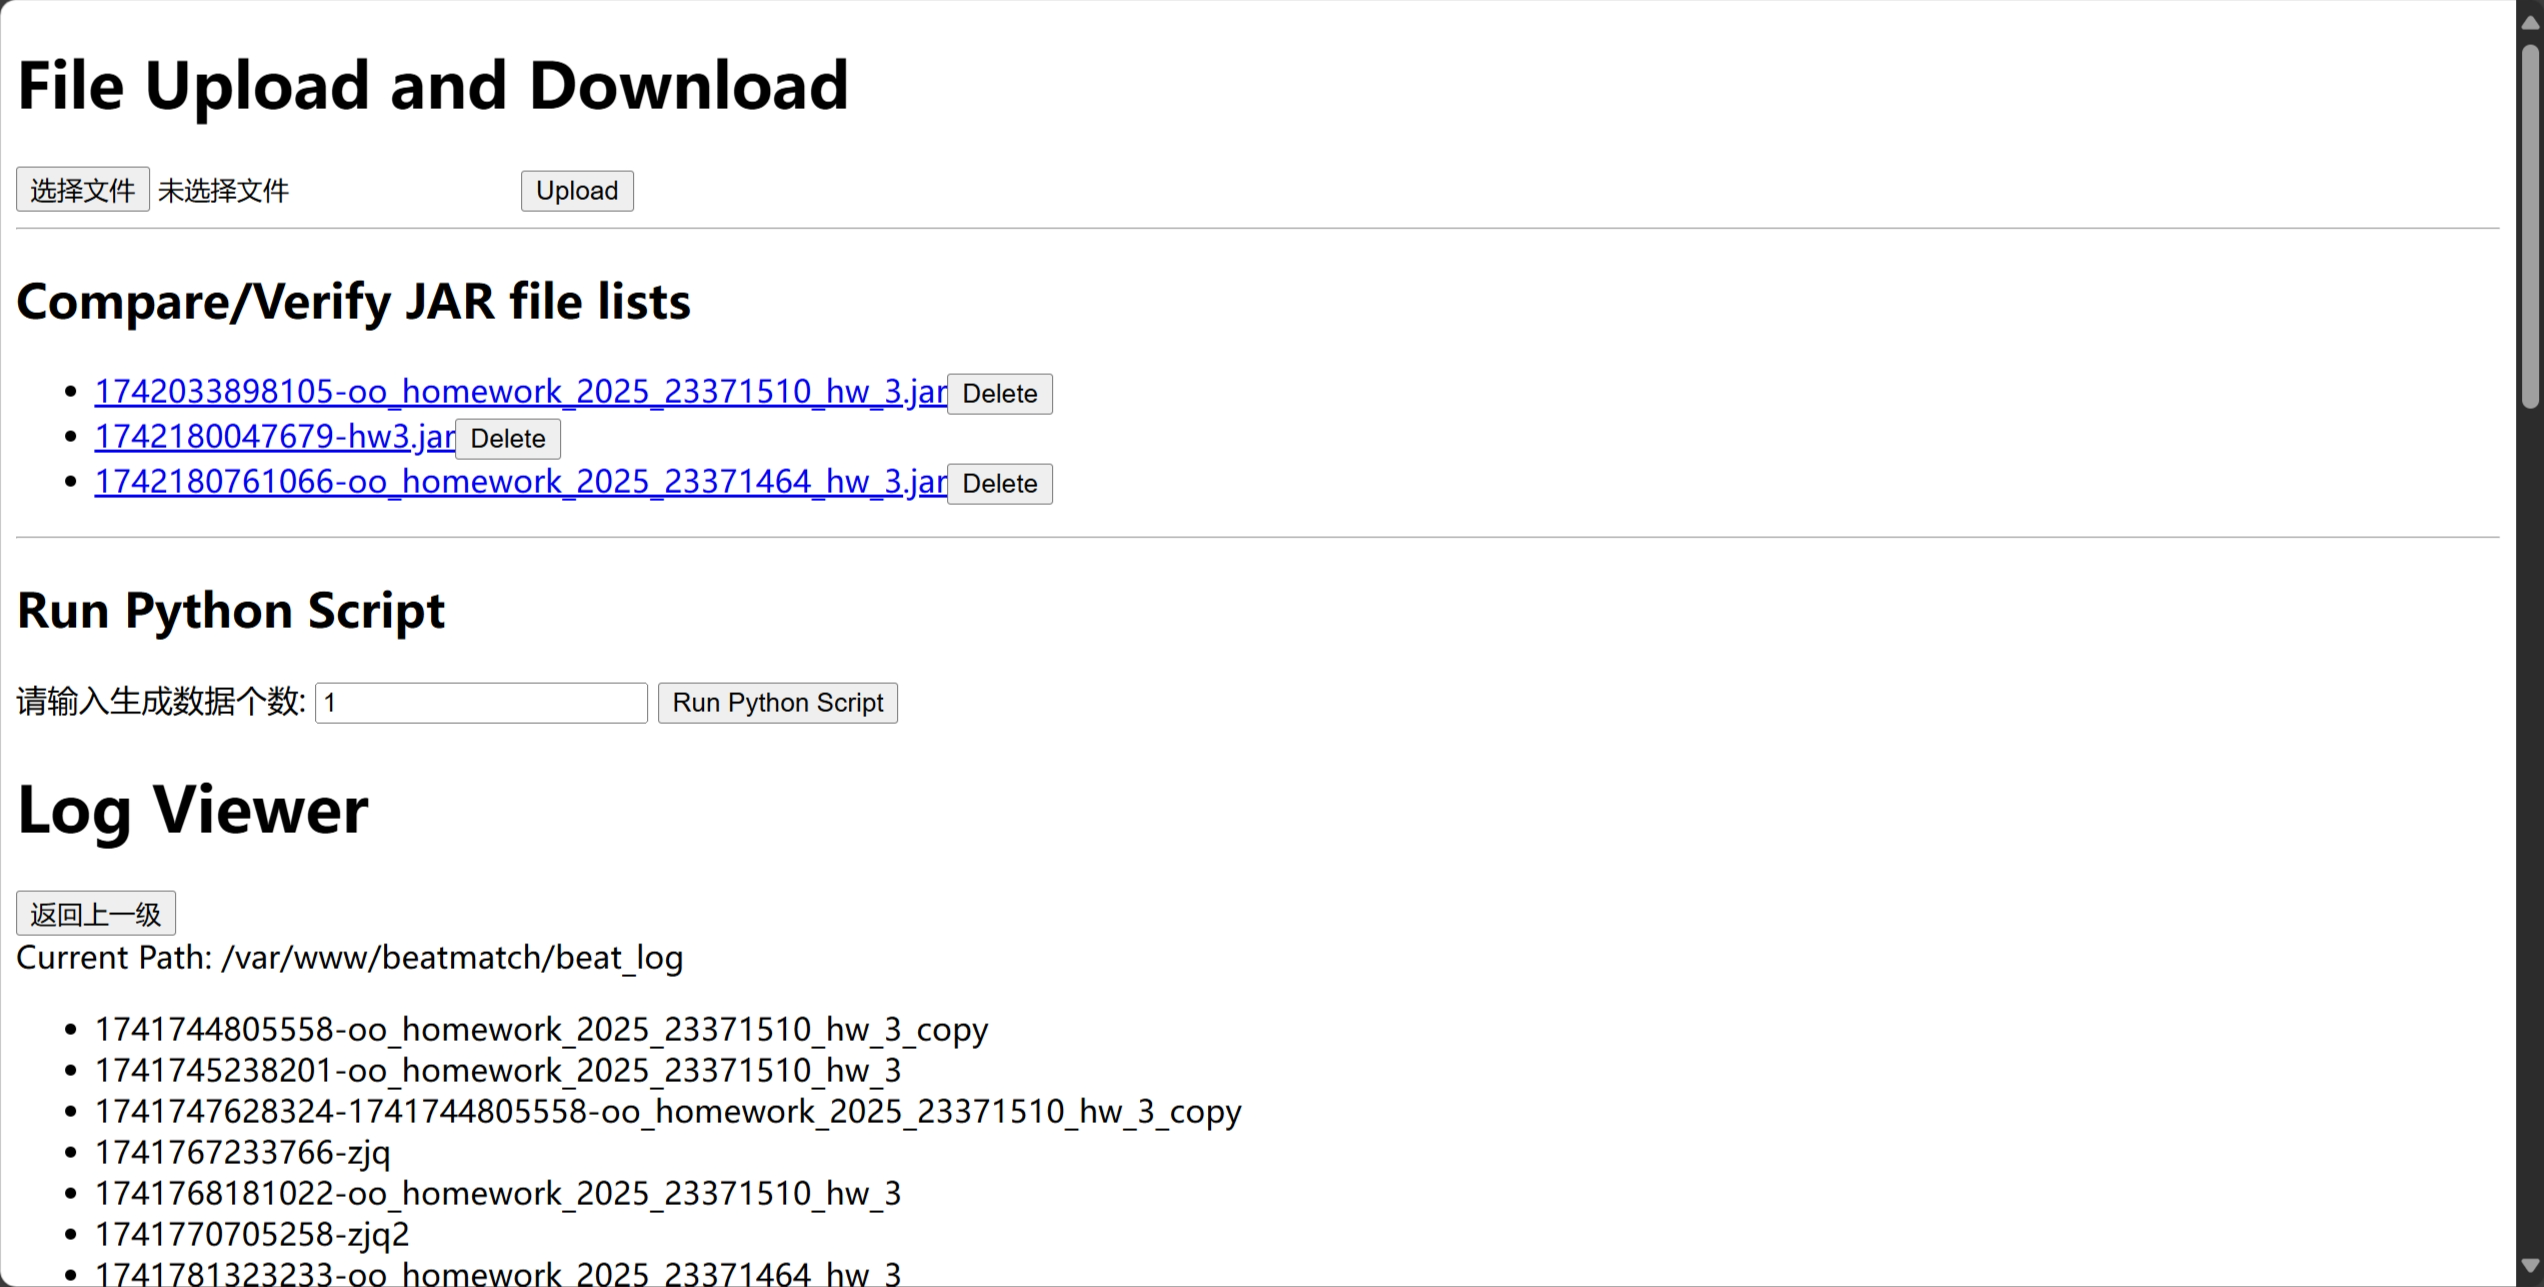 File Upload and Download
选择文件 未选择文件 Upload
Compare/Verify JAR file lists
1742033898105-oo_homework_2025_23371510_hw_3.jar Delete
1742180047679-hw3.jar Delete
1742180761066-oo_homework_2025_23371464_hw_3.jar Delete
Run Python Script
请输入生成数据个数: 1 Run Python Script
Log Viewer
返回上一级
Current Path: /var/www/beatmatch/beat_log
1741744805558-oo_homework_2025_23371510_hw_3_copy
1741745238201-oo_homework_2025_23371510_hw_3
1741747628324-1741744805558-oo_homework_2025_23371510_hw_3_copy
1741767233766-zjq
1741768181022-oo_homework_2025_23371510_hw_3
1741770705258-zjq2
1741781323233-oo_homework_2025_23371464_hw_3